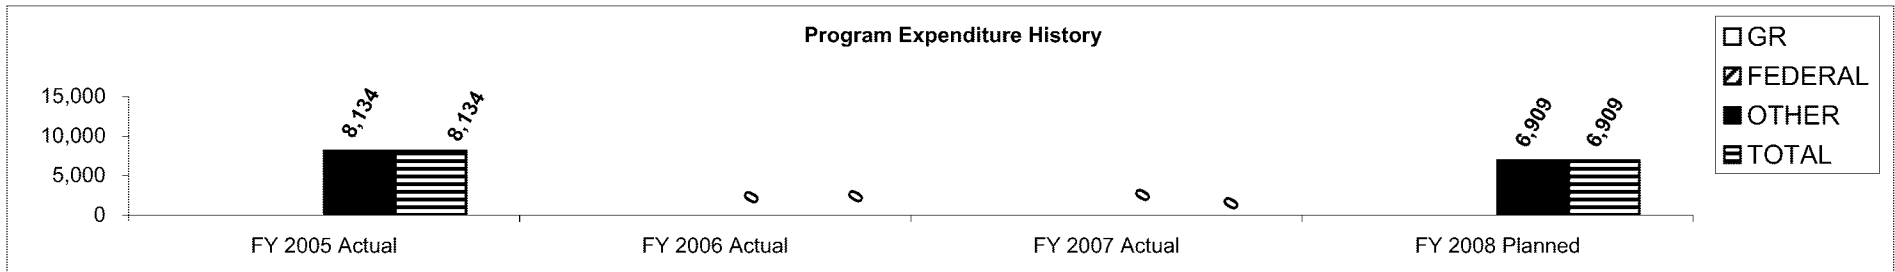 Program Expenditure History
GR
FEDERAL
OTHER
TOTAL
15,000
10,000
5,000
0
8,134
8,134
0
0
0
0
6,909
6,909
FY 2005 Actual
FY 2006 Actual
FY 2007 Actual
FY 2008 Planned